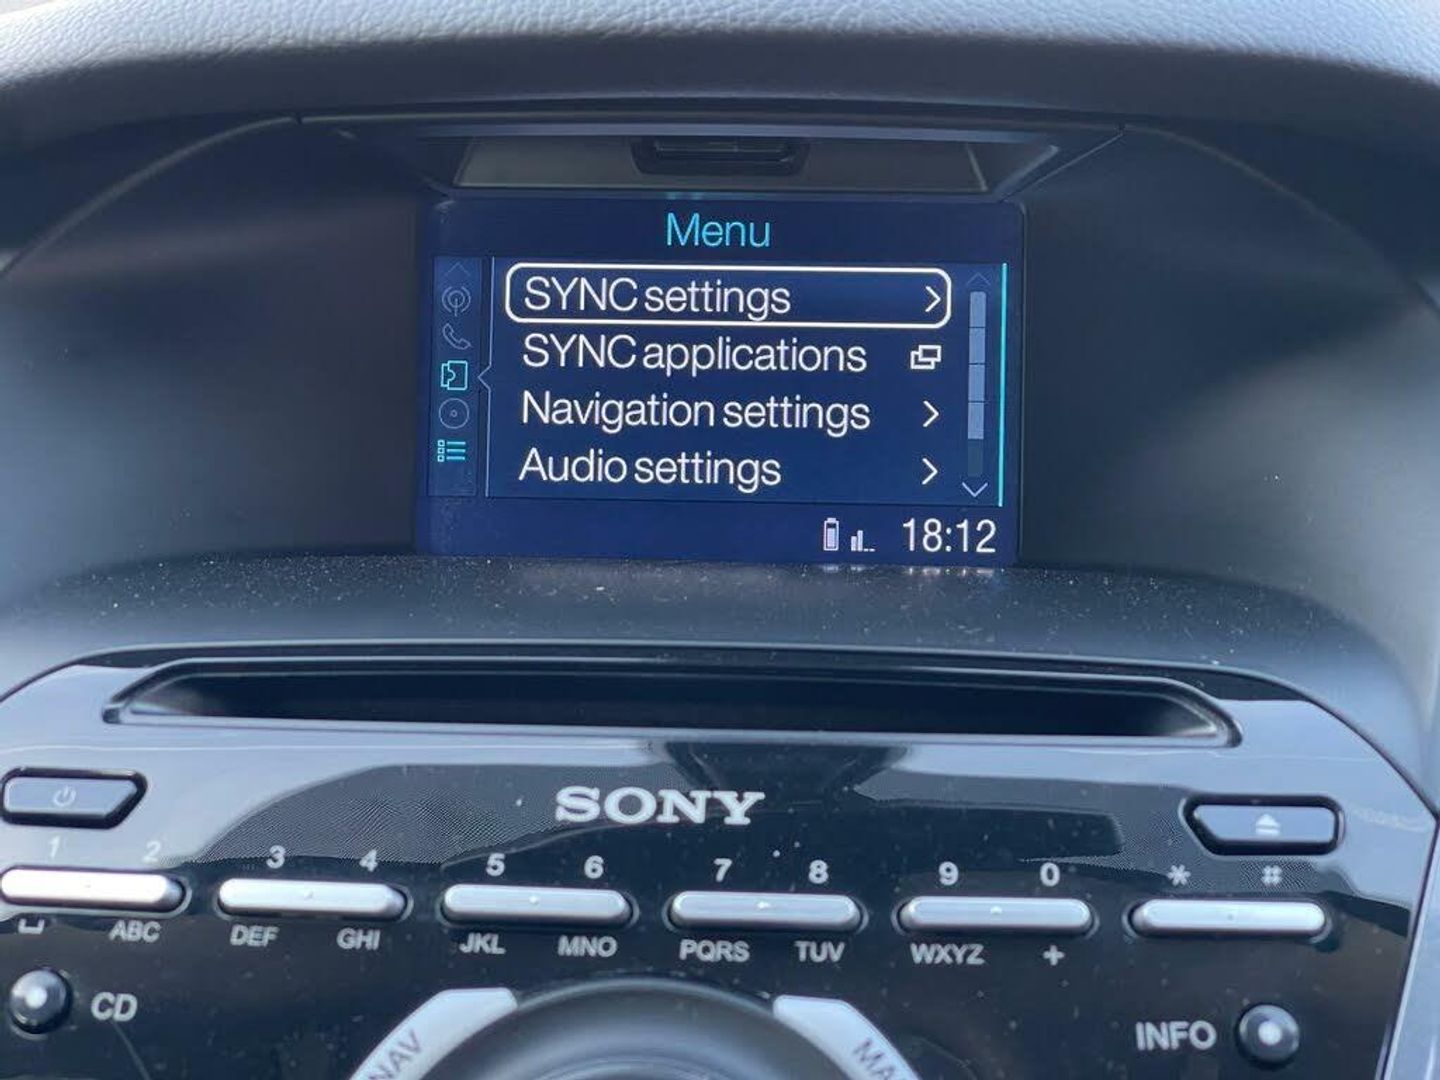 Menu
SYNC settings
SYNC applications
Navigation settings
Audio settings
18:12
SONY
1 2 3 4 5 6 7 8 9 0 * #
ABC DEF GHI JKL MNO PQRS TUV WXYZ +
CD
INFO
NAV